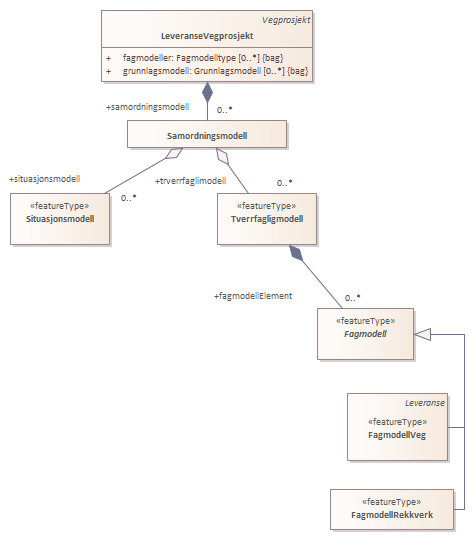 Vegprosjekt
LeveranseVegprosjekt
+ fagmodeller: Fagmodelltype [0..*] {bag}
+ grunnlagsmodell: Grunnlagsmodell [0..*] {bag}
+samordningsmodell
0..*
Samordningsmodell
+situasjonsmodell
0..*
+trverrfaglimodell
0..*
«featureType»
Situasjonsmodell
«featureType»
Tverrfagligmodell
+fagmodellElement
0..*
«featureType»
Fagmodell
Leveranse
«featureType»
FagmodellVeg
«featureType»
FagmodellRekkverk